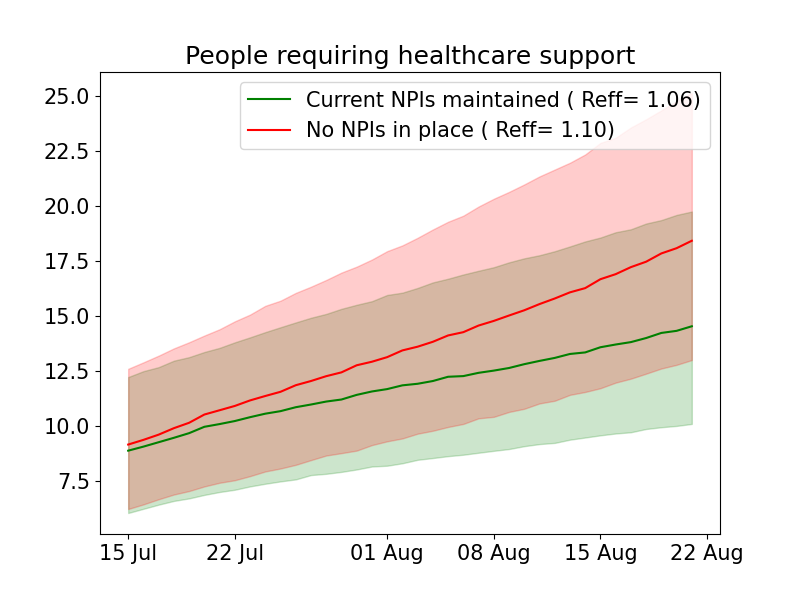 People requiring healthcare support
Current NPIs maintained ( Reff= 1.06)
No NPIs in place ( Reff= 1.10)
25.0
22.5
20.0
17.5
15.0
12.5
10.0
7.5
15 Jul 22 Jul 01 Aug 08 Aug 15 Aug 22 Aug